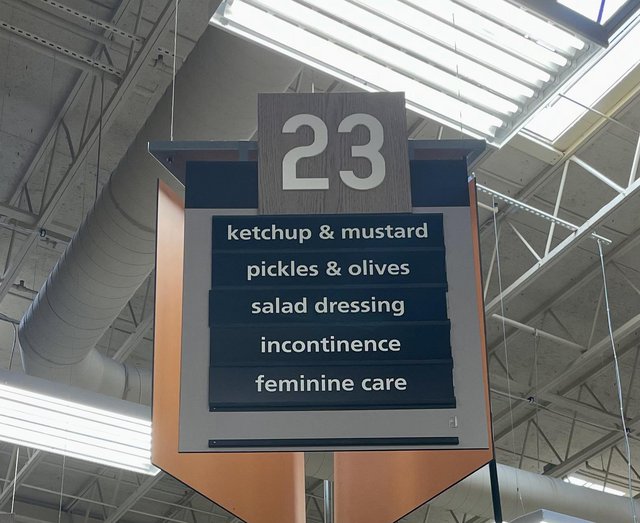 23
ketchup & mustard
pickles & olives
salad dressing
incontinence
feminine care